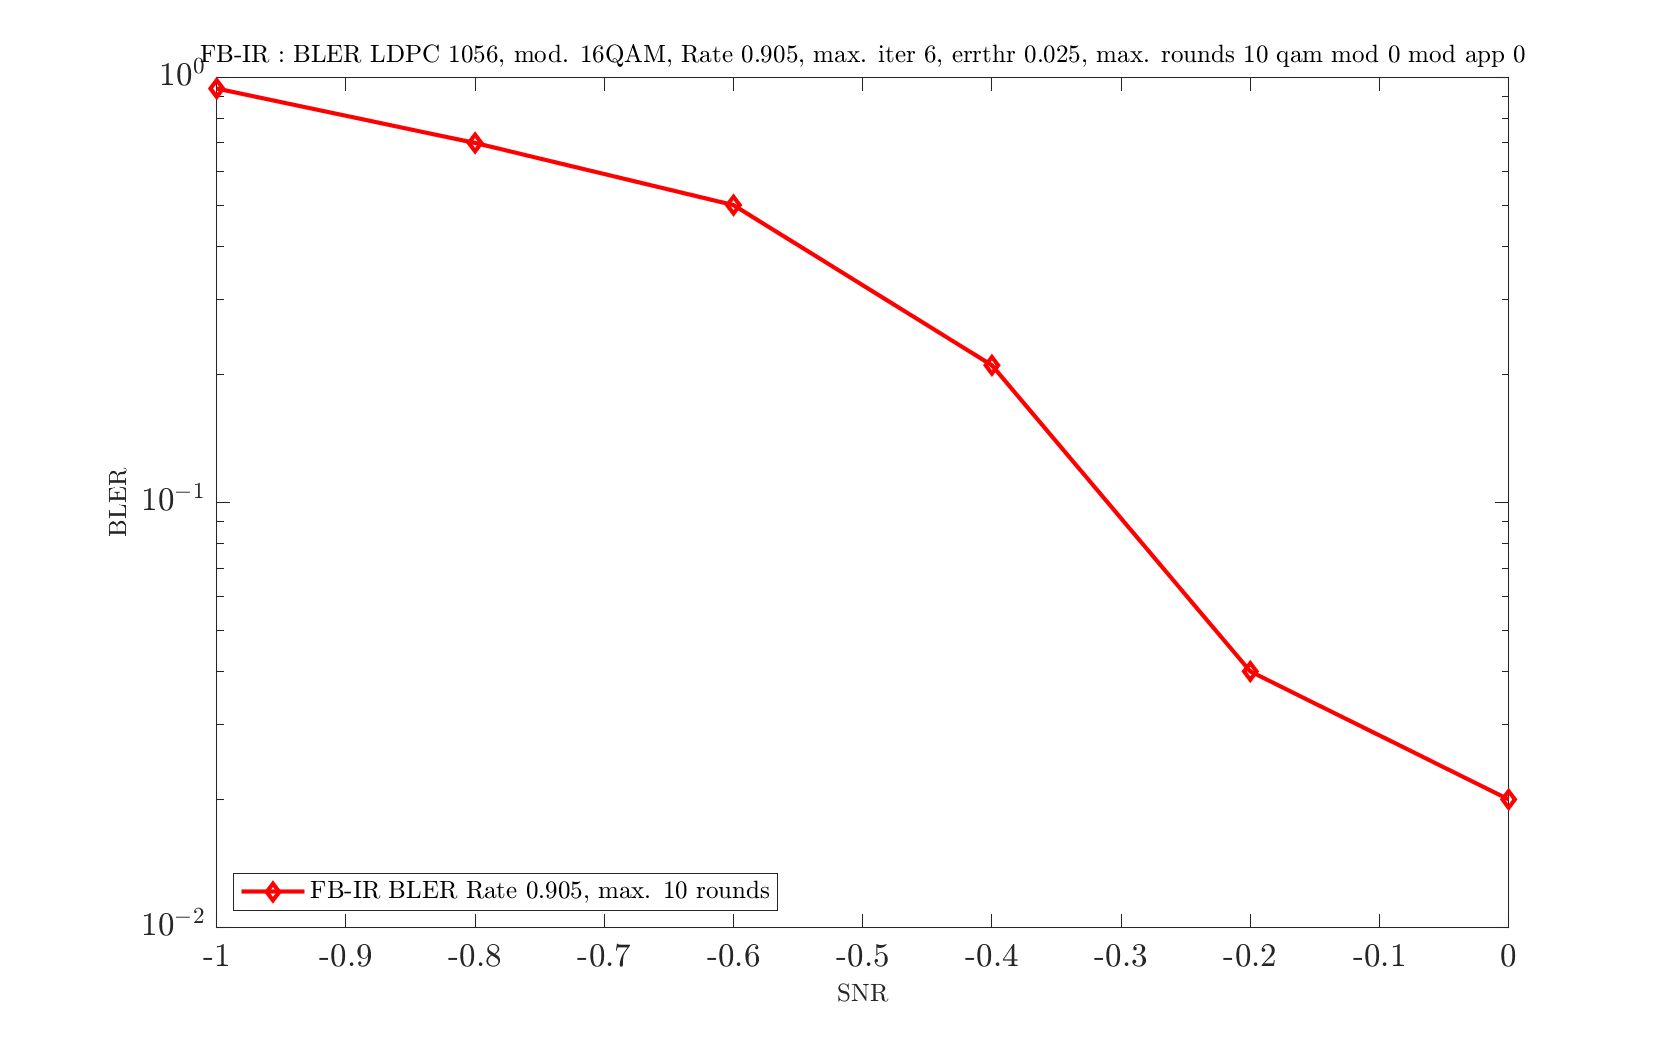 FB-IR : BLER LDPC 1056, mod. 16QAM, Rate 0.905, max. iter 6, errthr 0.025, max. rounds 10 qam mod 0 mod app 0
10⁰
BLER
10⁻¹
FB-IR BLER Rate 0.905, max. 10 rounds
10⁻²
-1 -0.9 -0.8 -0.7 -0.6 -0.5 -0.4 -0.3 -0.2 -0.1 0
SNR